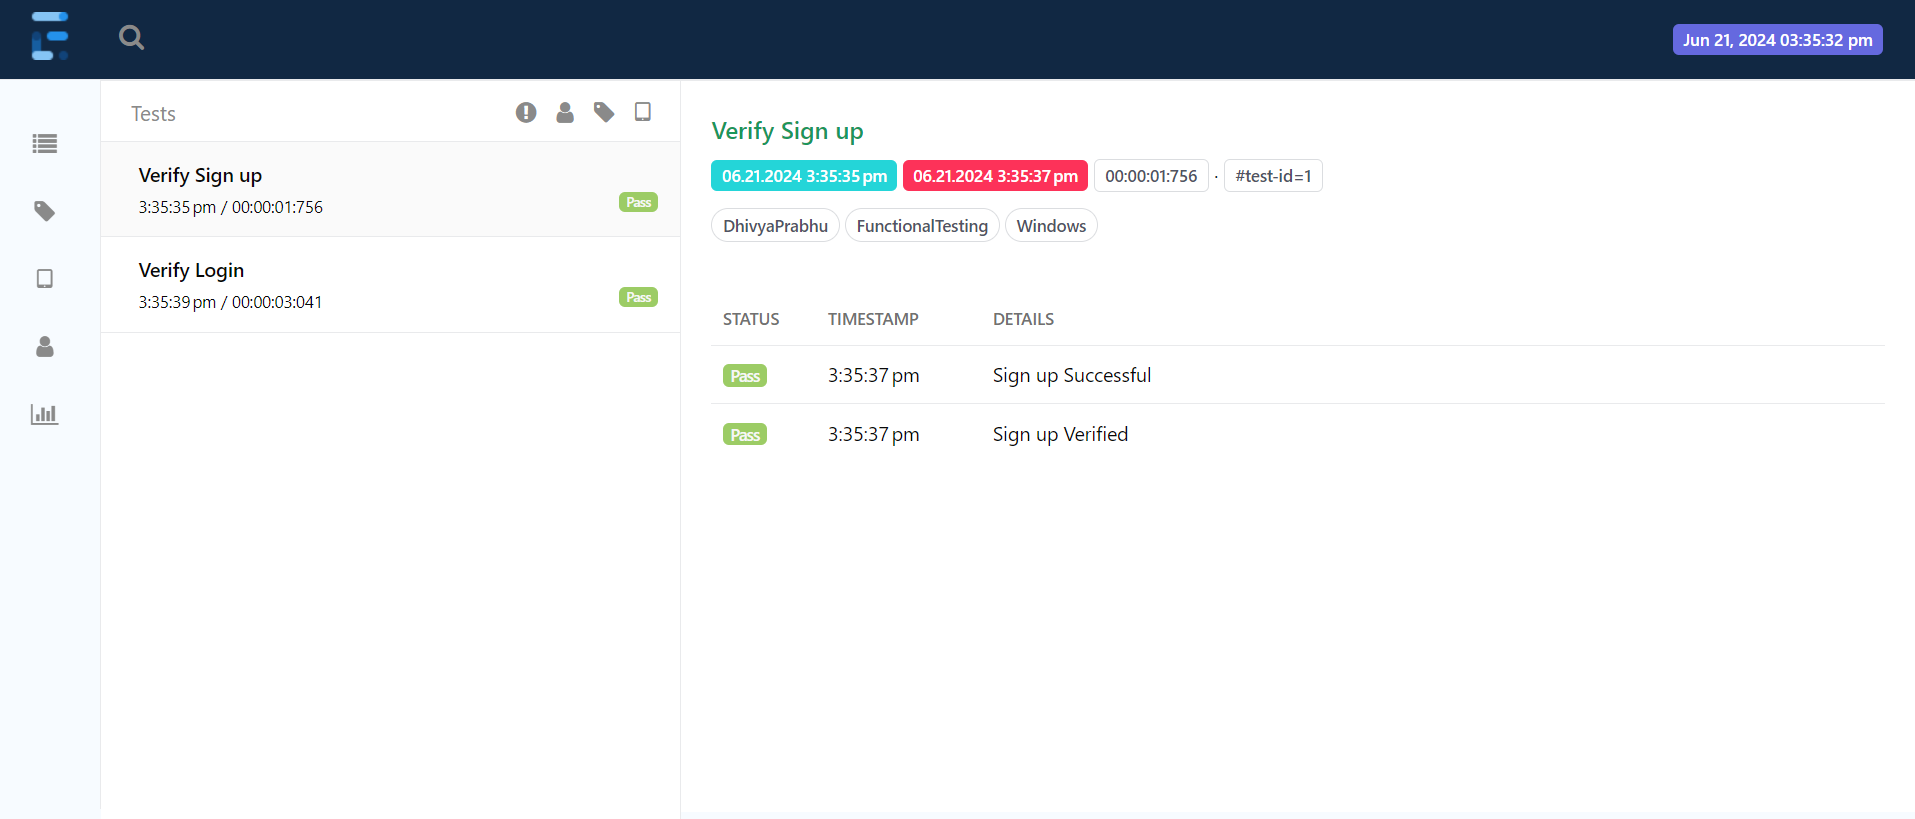 Jun 21, 2024 03:35:32 pm
Tests
Verify Sign up
3:35:35 pm / 00:00:01:756
Pass
Verify Login
3:35:39 pm / 00:00:03:041
Pass
Verify Sign up
06.21.2024 3:35:35 pm 06.21.2024 3:35:37 pm 00:00:01:756 · #test-id=1
DhivyaPrabhu FunctionalTesting Windows
STATUS TIMESTAMP DETAILS
Pass 3:35:37 pm Sign up Successful
Pass 3:35:37 pm Sign up Verified